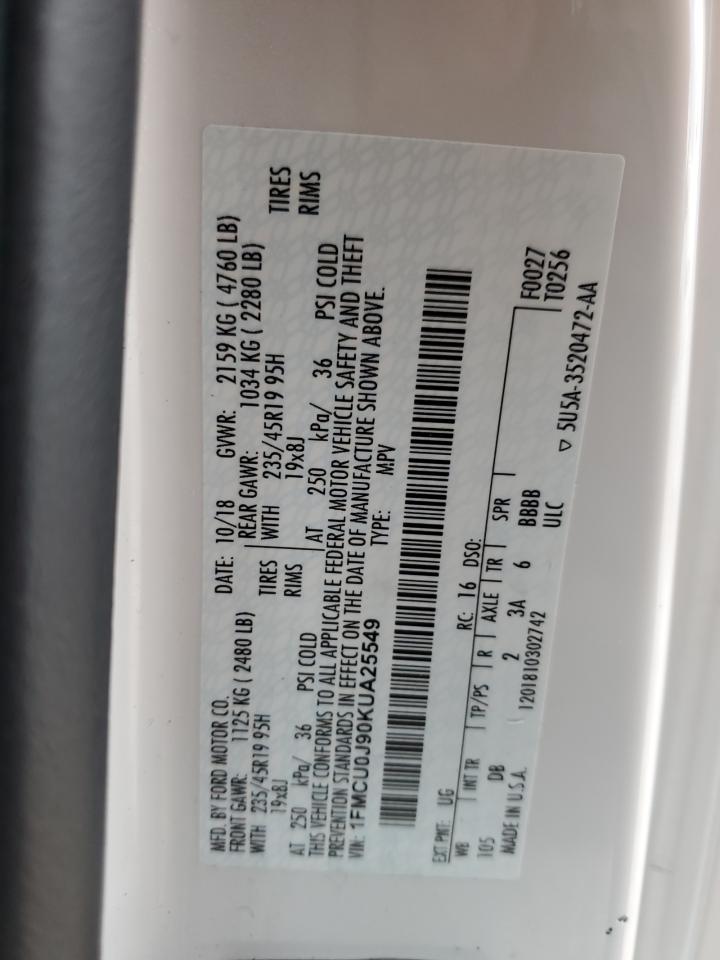 MFD. BY FORD MOTOR CO.
DATE: 10/18 GVWR: 2159 KG ( 4760 LB)
FRONT GAWR: 1125 KG ( 2480 LB)
REAR GAWR: 1034 KG ( 2280 LB)
WITH 235/45R19 95H TIRES
WITH 235/45R19 95H TIRES
19x8J RIMS
19x8J RIMS
AT 250 kPa/ 36 PSI COLD
AT 250 kPa/ 36 PSI COLD
THIS VEHICLE CONFORMS TO ALL APPLICABLE FEDERAL MOTOR VEHICLE SAFETY AND THEFT
PREVENTION STANDARDS IN EFFECT ON THE DATE OF MANUFACTURE SHOWN ABOVE.
VIN: 1FMCU0J90KUA25549 TYPE: MPV
EXT PNT: UG RC: 16 DSO:
WB INT TR TP/PS R AXLE TR SPR
105 DB 2 3A 6 BBBB F0027
T0256
MADE IN U.S.A. 1201810302742 ULC
▽ 5U5A-3520472-AA